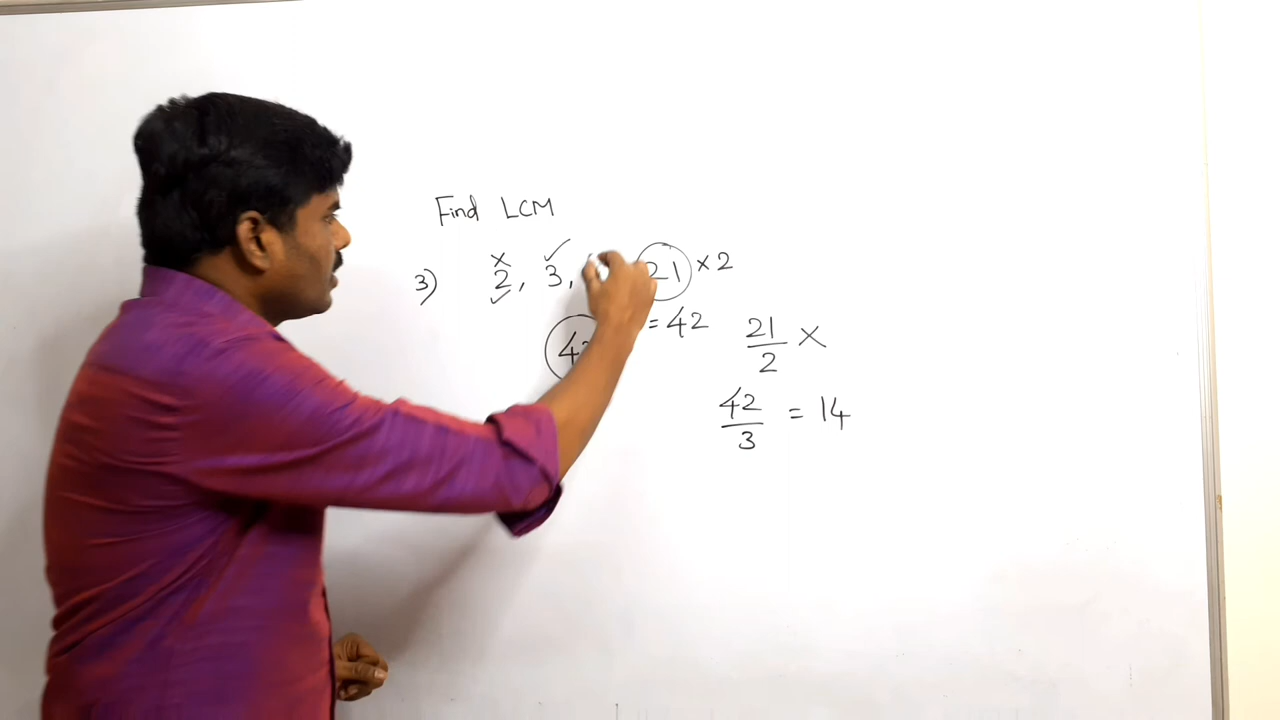 Find LCM
3) 2, 3, 21 × 2
= 42
21/2 ×
42/3 = 14